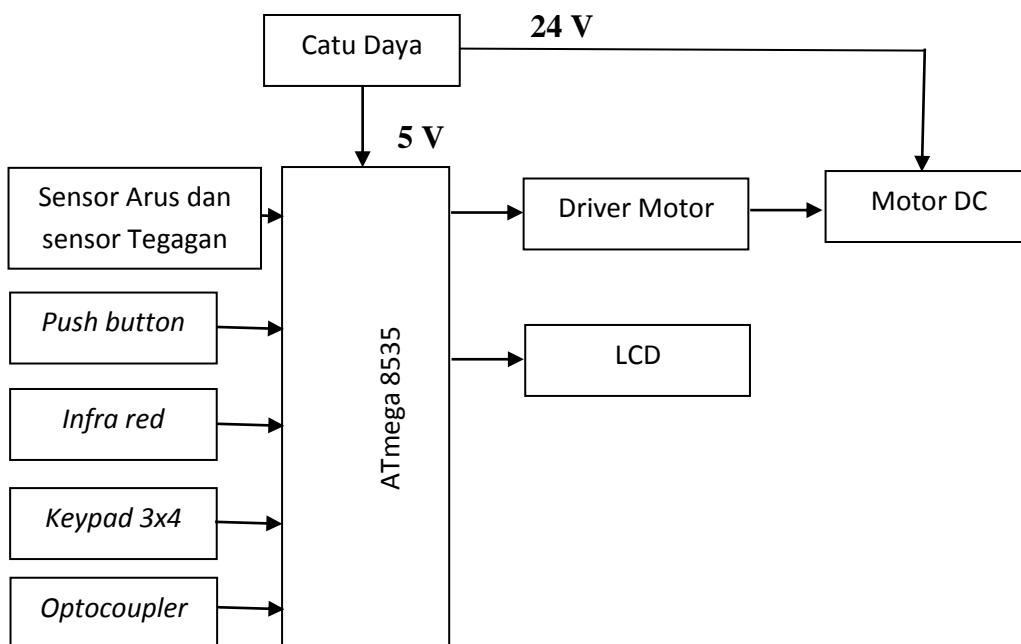 Catu Daya
24 V
5 V
Sensor Arus dan
sensor Tegagan
Driver Motor
Motor DC
Push button
ATmega 8535
LCD
Infra red
Keypad 3x4
Optocoupler